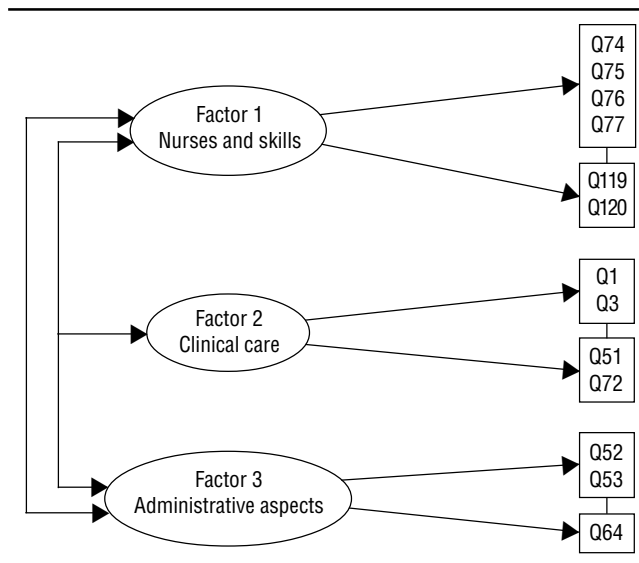 Factor 1
Nurses and skills
Q74
Q75
Q76
Q77
Q119
Q120
Factor 2
Clinical care
Q1
Q3
Q51
Q72
Factor 3
Administrative aspects
Q52
Q53
Q64